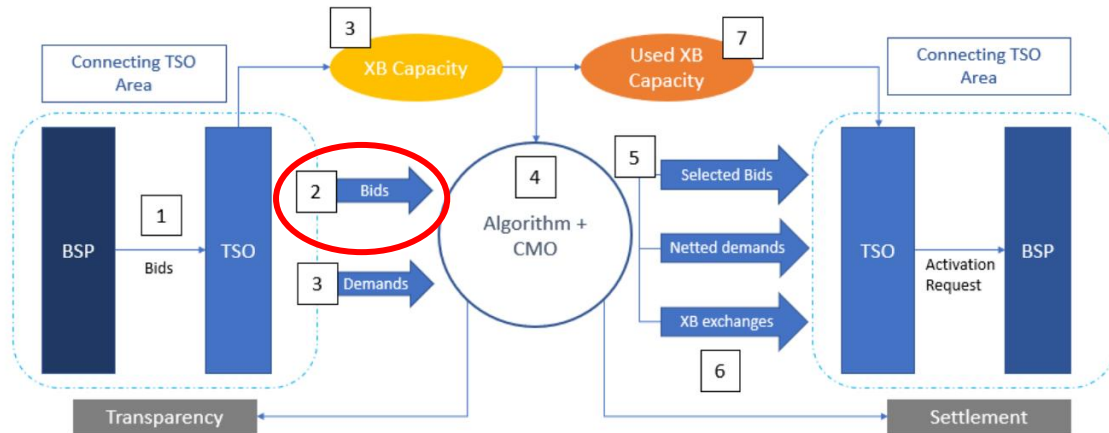 3
7
Connecting TSO
Area
XB Capacity
Used XB
Capacity
Connecting TSO
Area
BSP
1
Bids
TSO
2
Bids
3
Demands
4
Algorithm +
CMO
5
Selected Bids
Netted demands
XB exchanges
6
TSO
Activation
Request
BSP
Transparency
Settlement